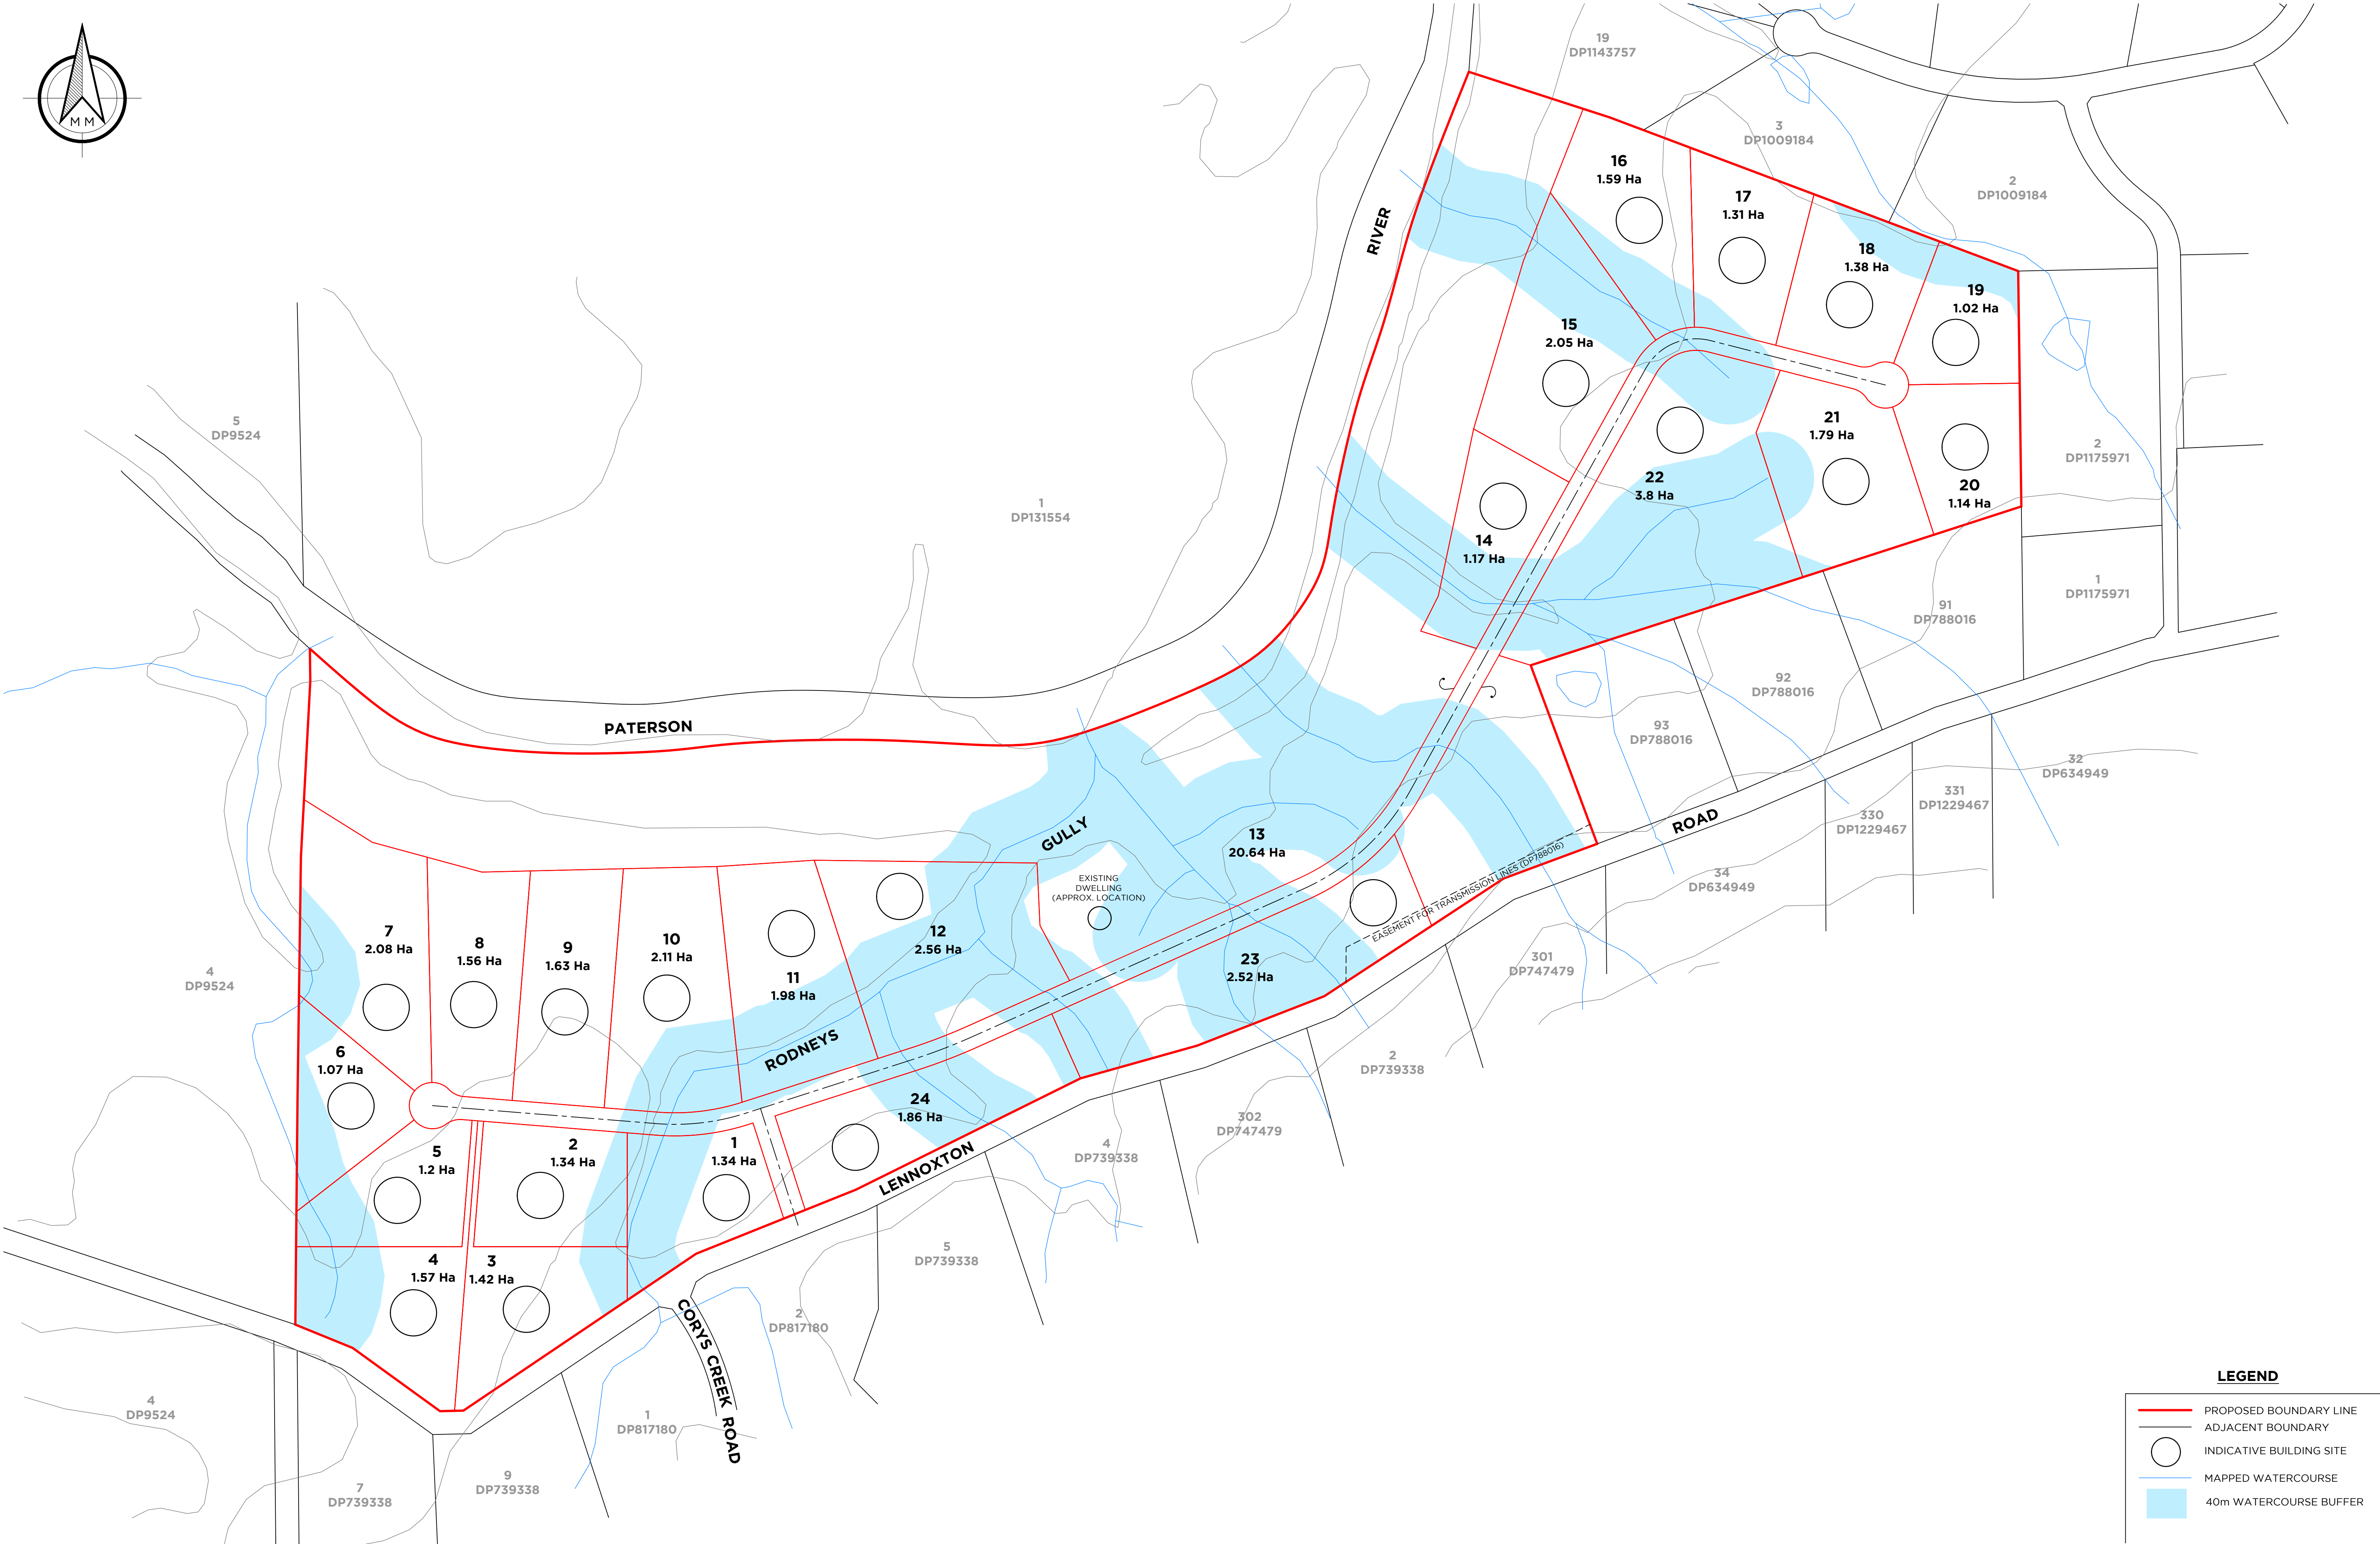 M M
19
DP1143757
3
DP1009184
2
DP1009184
16
1.59 Ha
17
1.31 Ha
18
1.38 Ha
19
1.02 Ha
RIVER
15
2.05 Ha
21
1.79 Ha
22
3.8 Ha
20
1.14 Ha
14
1.17 Ha
2
DP1175971
1
DP1175971
91
DP788016
92
DP788016
93
DP788016
5
DP9524
1
DP131554
PATERSON
GULLY
13
20.64 Ha
EXISTING
DWELLING
(APPROX. LOCATION)
EASEMENT FOR TRANSMISSION LINES (DP788016)
ROAD
32
DP634949
331
DP1229467
330
DP1229467
34
DP634949
301
DP747479
7
2.08 Ha
8
1.56 Ha
9
1.63 Ha
10
2.11 Ha
11
1.98 Ha
12
2.56 Ha
23
2.52 Ha
4
DP9524
6
1.07 Ha
RODNEYS
24
1.86 Ha
2
DP739338
302
DP747479
4
DP739338
5
1.2 Ha
2
1.34 Ha
1
1.34 Ha
LENNOXTON
5
DP739338
4
1.57 Ha
3
1.42 Ha
CORYS CREEK ROAD
2
DP817180
1
DP817180
4
DP9524
7
DP739338
9
DP739338
LEGEND
PROPOSED BOUNDARY LINE
ADJACENT BOUNDARY
INDICATIVE BUILDING SITE
MAPPED WATERCOURSE
40m WATERCOURSE BUFFER